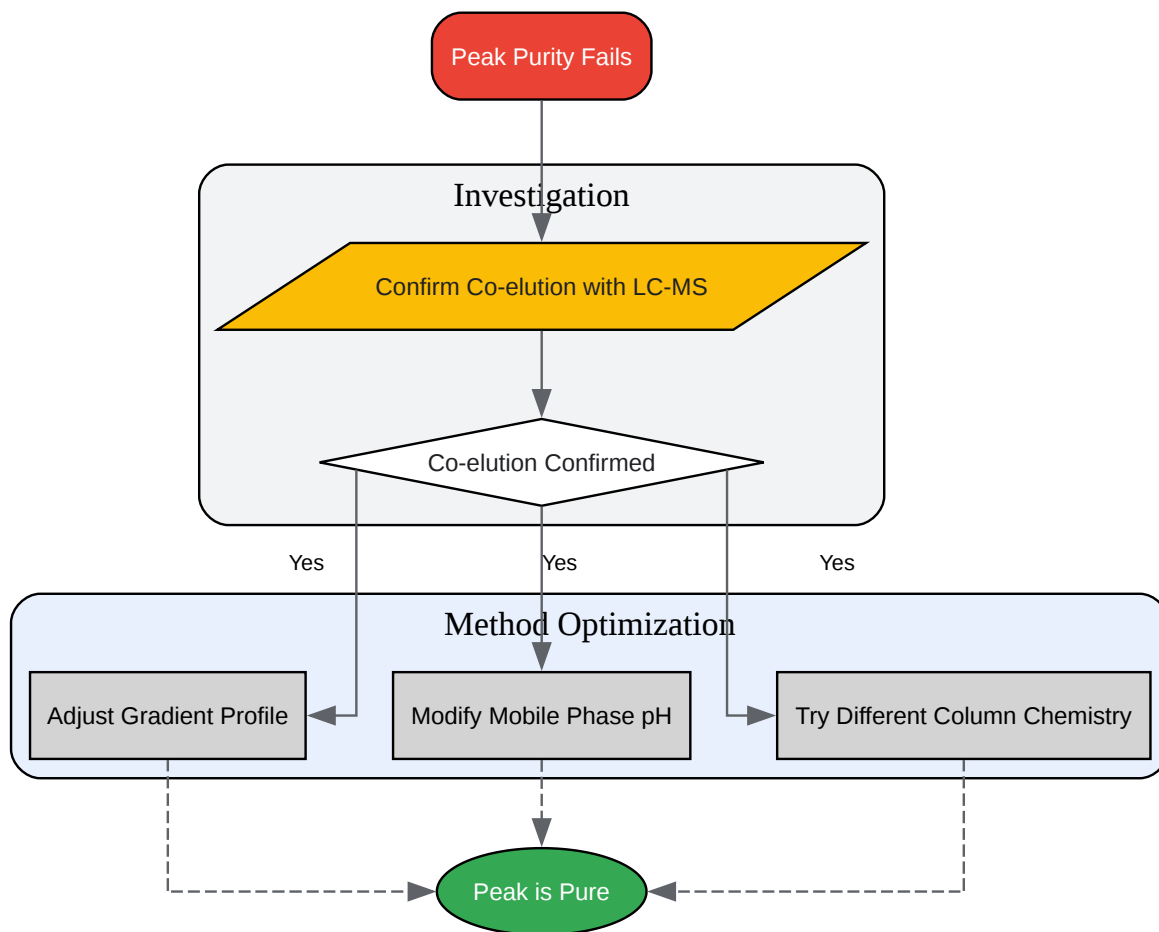 Peak Purity Fails
Investigation
Confirm Co-elution with LC-MS
Co-elution Confirmed
Yes
Yes
Yes
Method Optimization
Adjust Gradient Profile
Modify Mobile Phase pH
Try Different Column Chemistry
Peak is Pure